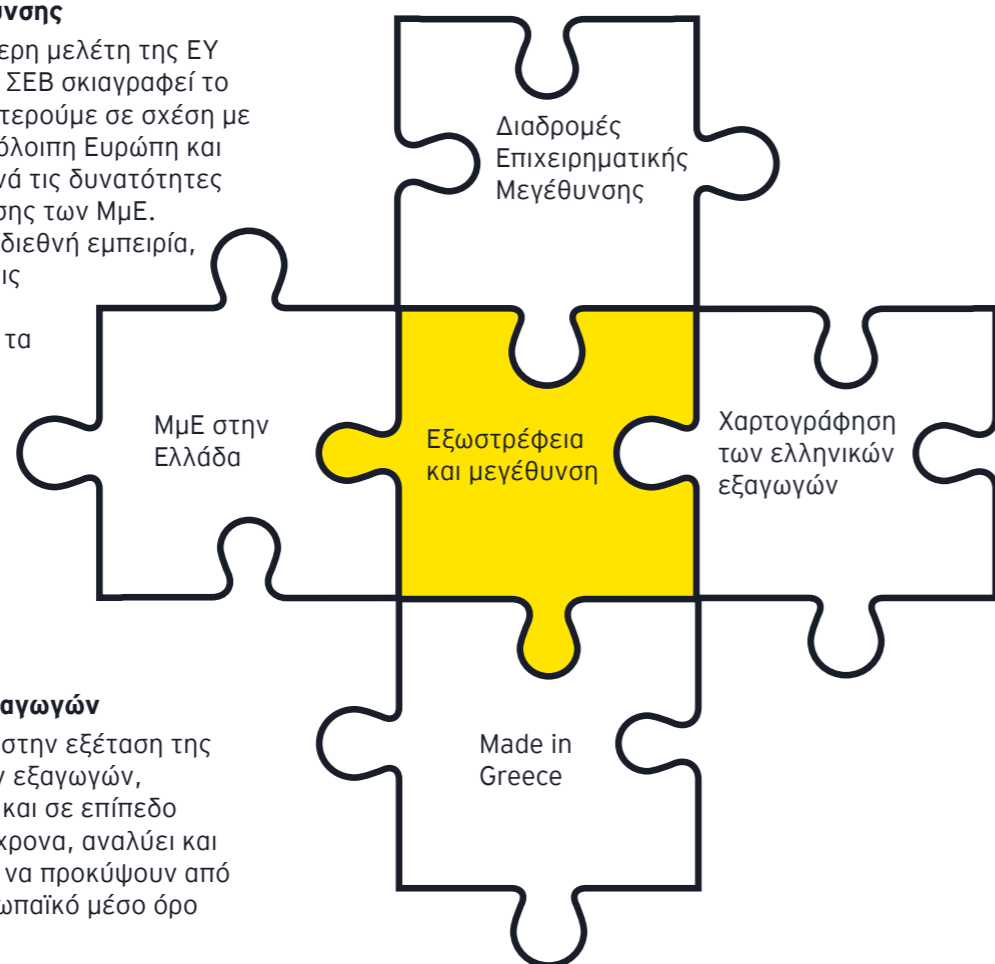 υνσης
ερη μελέτη της ΕΥ
ΣΕΒ σκιαγραφεί το
τερούμε σε σχέση με
όλοιπη Ευρώπη και
νά τις δυνατότητες
σης των ΜμΕ.
διεθνή εμπειρία,
ις
τα
Διαδρομές
Επιχειρηματικής
Μεγέθυνσης
ΜμΕ στην
Ελλάδα
Εξωστρέφεια
και μεγέθυνση
Χαρτογράφηση
των ελληνικών
εξαγωγών
Made in
Greece
αγωγών
στην εξέταση της
ν εξαγωγών,
και σε επίπεδο
χρονα, αναλύει και
να προκύψουν από
ωπαϊκό μέσο όρο